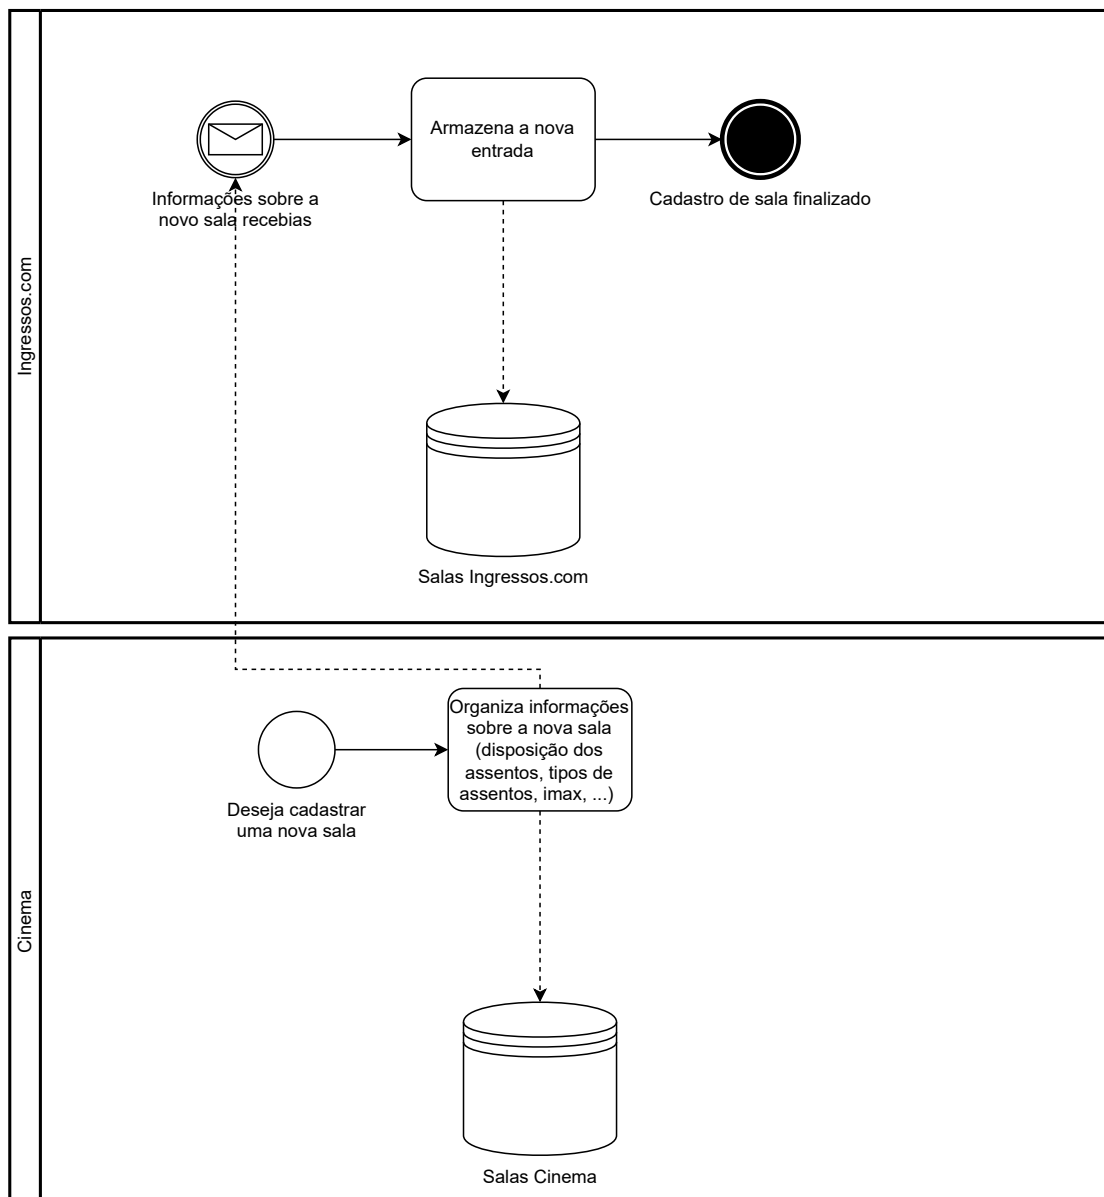 Ingressos.com
Informações sobre a
novo sala recebias
Armazena a nova
entrada
Cadastro de sala finalizado
Salas Ingressos.com
Cinema
Deseja cadastrar
uma nova sala
Organiza informações
sobre a nova sala
(disposição dos
assentos, tipos de
assentos, imax, ...)
Salas Cinema